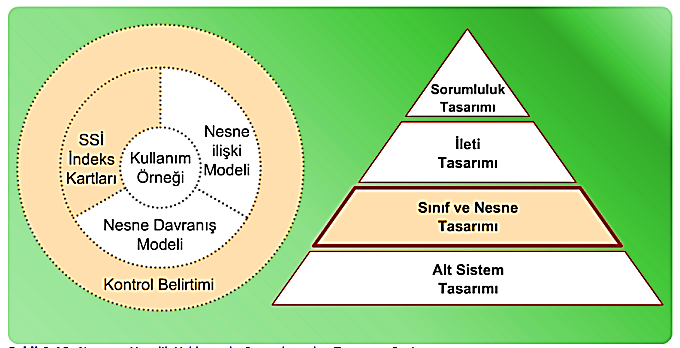 SSİ
İndeks
Kartları
Kullanım
Örneği
Nesne
ilişki
Modeli
Nesne Davranış
Modeli
Kontrol Belirtimi
Sorumluluk
Tasarımı
İleti
Tasarımı
Sınıf ve Nesne
Tasarımı
Alt Sistem
Tasarımı